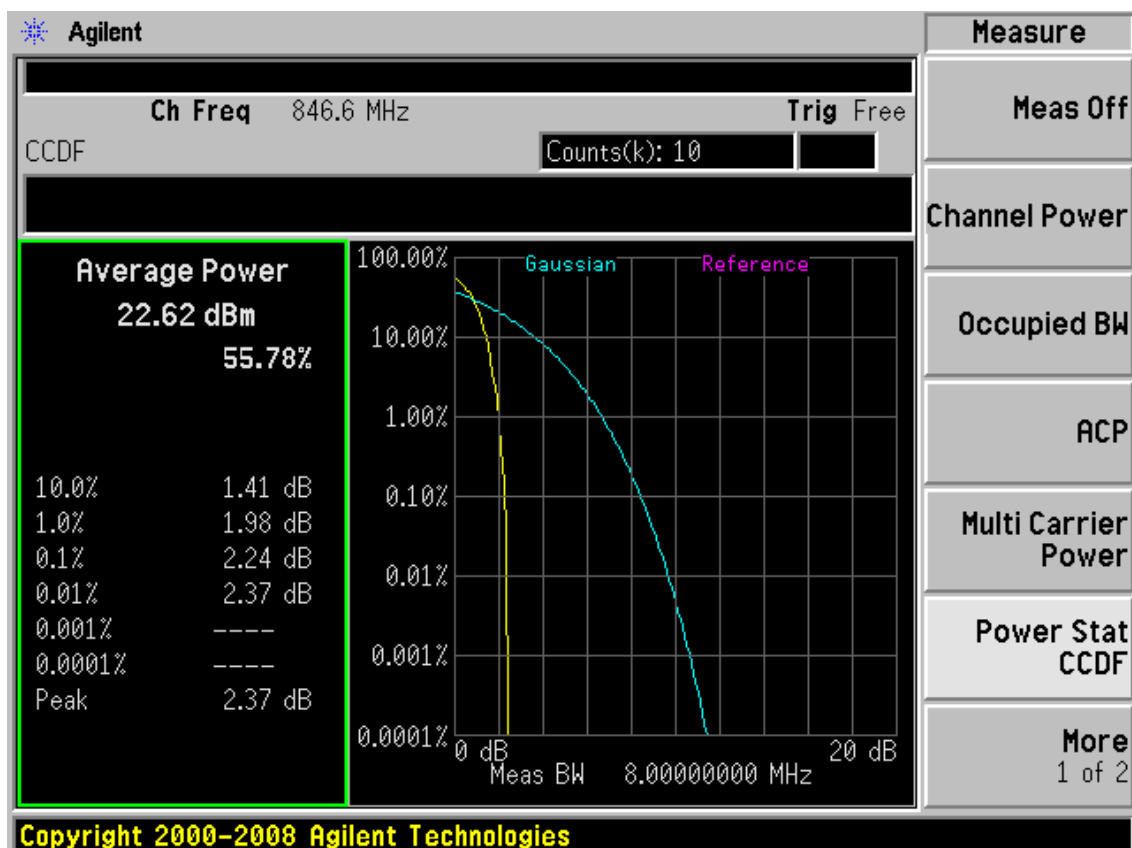 Agilent
Ch Freq 846.6 MHz Trig Free
CCDF Counts(k): 10
Average Power
22.62 dBm
55.78%
10.0% 1.41 dB
1.0% 1.98 dB
0.1% 2.24 dB
0.01% 2.37 dB
0.001% ----
0.0001% ----
Peak 2.37 dB
Gaussian Reference
100.00%
10.00%
1.00%
0.10%
0.01%
0.001%
0.0001%
0 dB 20 dB
Meas BW 8.00000000 MHz
Measure
Meas Off
Channel Power
Occupied BW
ACP
Multi Carrier
Power
Power Stat
CCDF
More
1 of 2
Copyright 2000-2008 Agilent Technologies